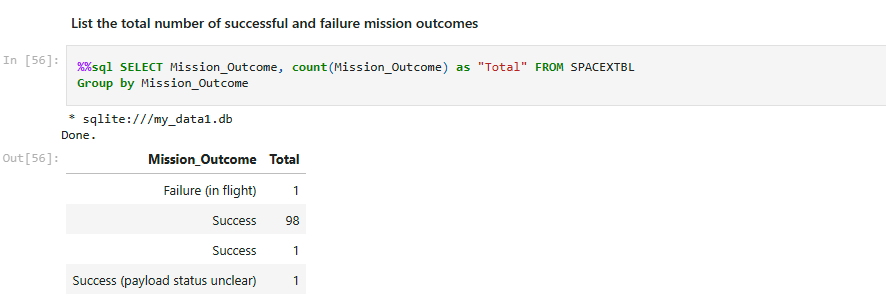 List the total number of successful and failure mission outcomes
In [56]: %%sql SELECT Mission_Outcome, count(Mission_Outcome) as "Total" FROM SPACEXTBL
Group by Mission_Outcome
* sqlite:///my_data1.db
Done.
Out[56]: Mission_Outcome Total
Failure (in flight) 1
Success 98
Success 1
Success (payload status unclear) 1